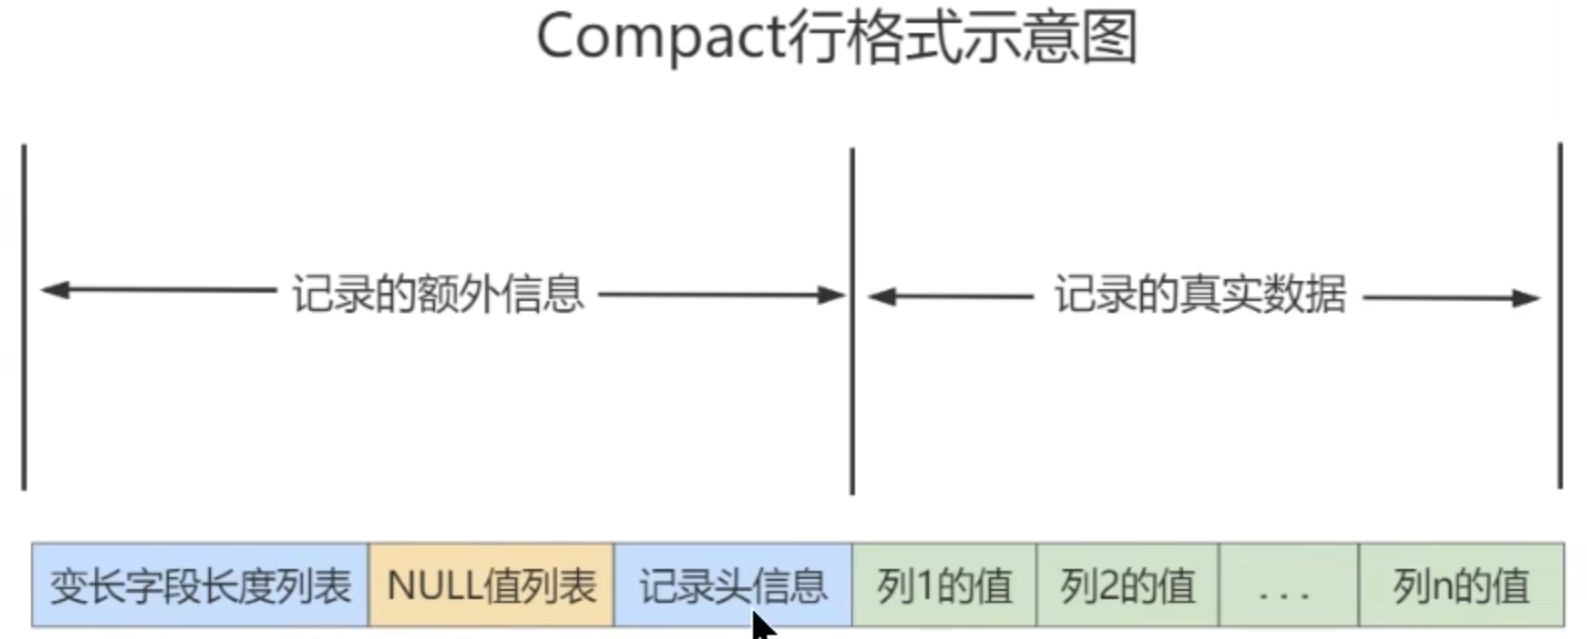 Compact行格式示意图
记录的额外信息 记录的真实数据
变长字段长度列表 NULL值列表 记录头信息 列1的值 列2的值 ... 列n的值